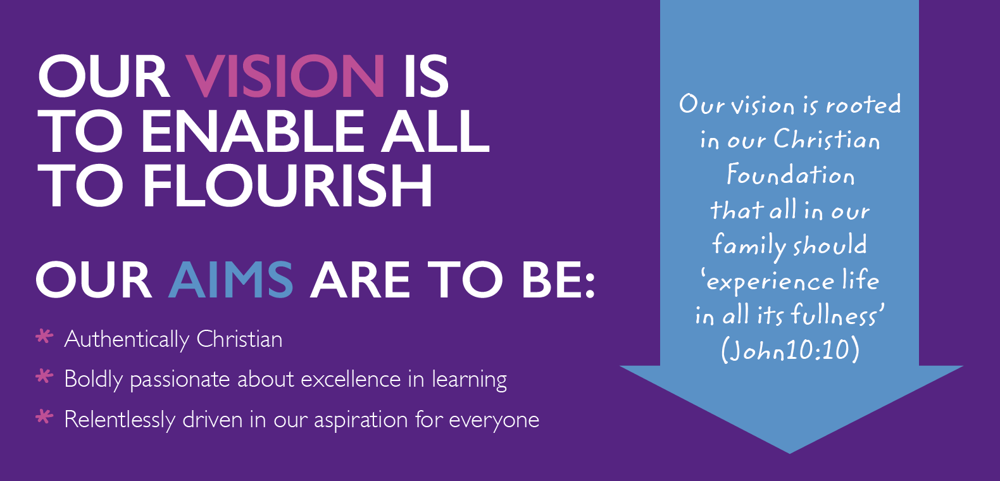 OUR VISION IS
TO ENABLE ALL
TO FLOURISH
OUR AIMS ARE TO BE:
* Authentically Christian
* Boldly passionate about excellence in learning
* Relentlessly driven in our aspiration for everyone
Our vision is rooted
in our Christian
Foundation
that all in our
family should
‘experience life
in all its fullness’
(John10:10)